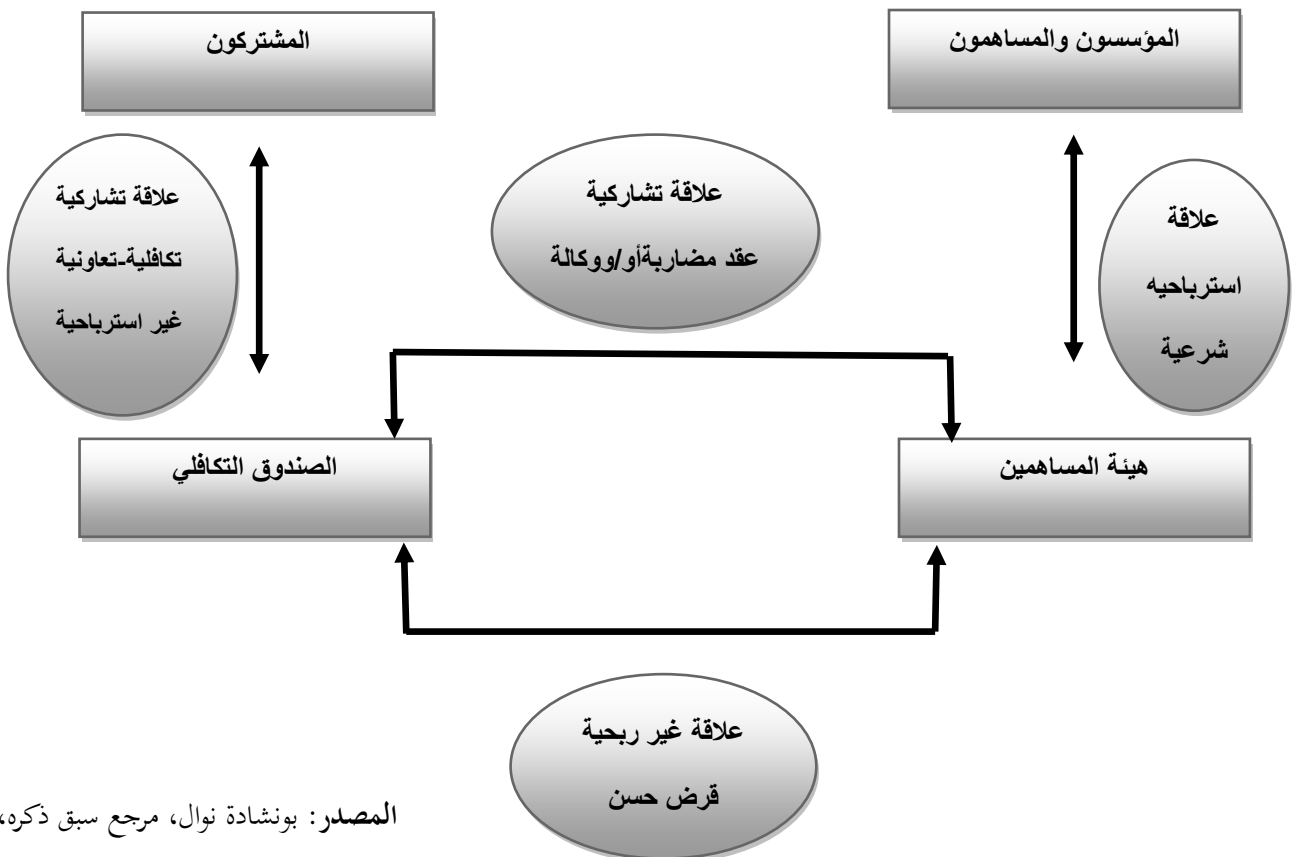 المؤسسون والمساهمون
المشتركون
علاقة
استرباحيه
شرعية
علاقة تشاركية
عقد مضاربةأو/ووكالة
علاقة تشاركية
تكافلية-تعاونية
غير استرباحية
هيئة المساهمين
الصندوق التكافلي
علاقة غير ربحية
قرض حسن
المصدر: بونشادة نوال، مرجع سبق ذكره،